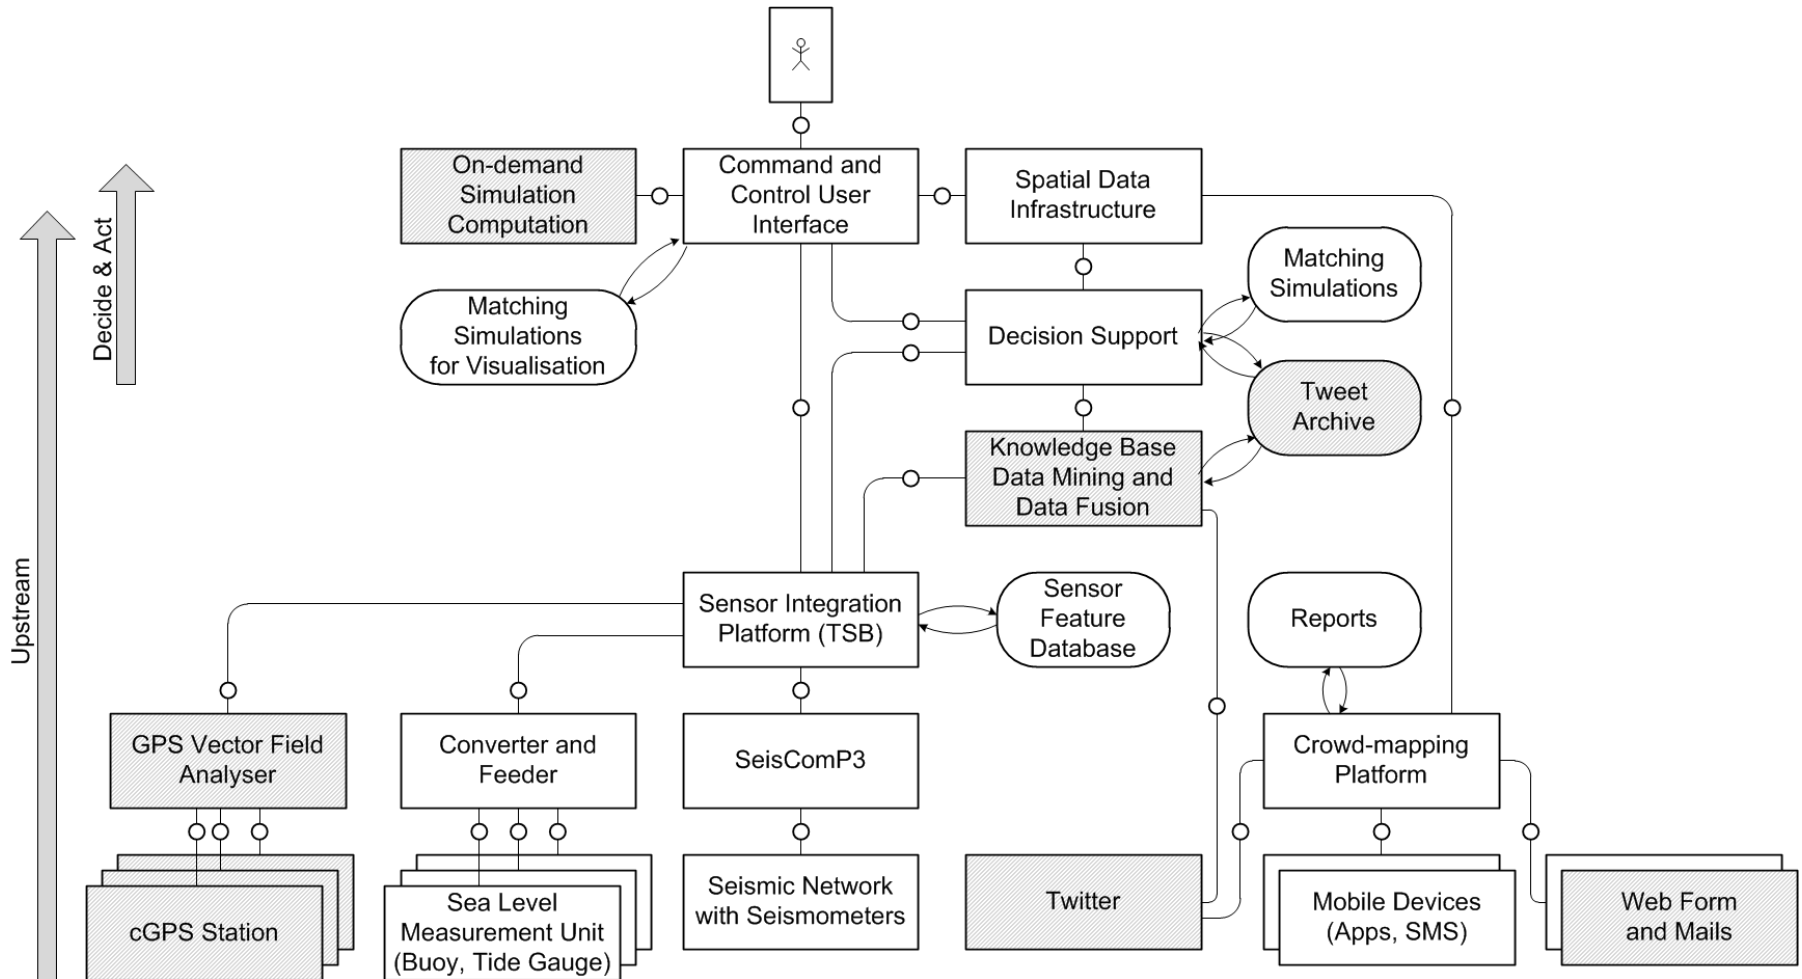 On-demand
Simulation
Computation
Command and
Control User
Interface
Spatial Data
Infrastructure
Decide & Act
Matching
Simulations
for Visualisation
Decision Support
Matching
Simulations
Tweet
Archive
Knowledge Base
Data Mining and
Data Fusion
Upstream
Sensor Integration
Platform (TSB)
Sensor
Feature
Database
Reports
GPS Vector Field
Analyser
Converter and
Feeder
SeisComP3
Crowd-mapping
Platform
cGPS Station
Sea Level
Measurement Unit
(Buoy, Tide Gauge)
Seismic Network
with Seismometers
Twitter
Mobile Devices
(Apps, SMS)
Web Form
and Mails